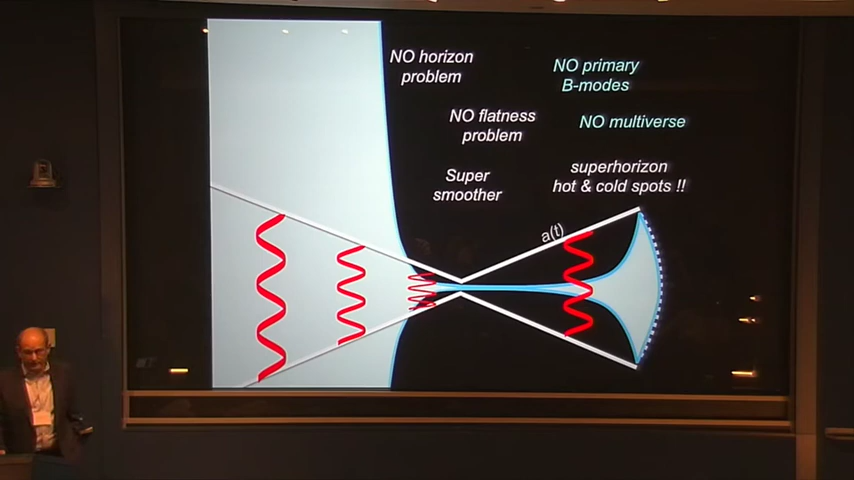 NO horizon
problem
NO primary
B-modes
NO flatness
problem
NO multiverse
Super
smoother
superhorizon
hot & cold spots !!
a(t)